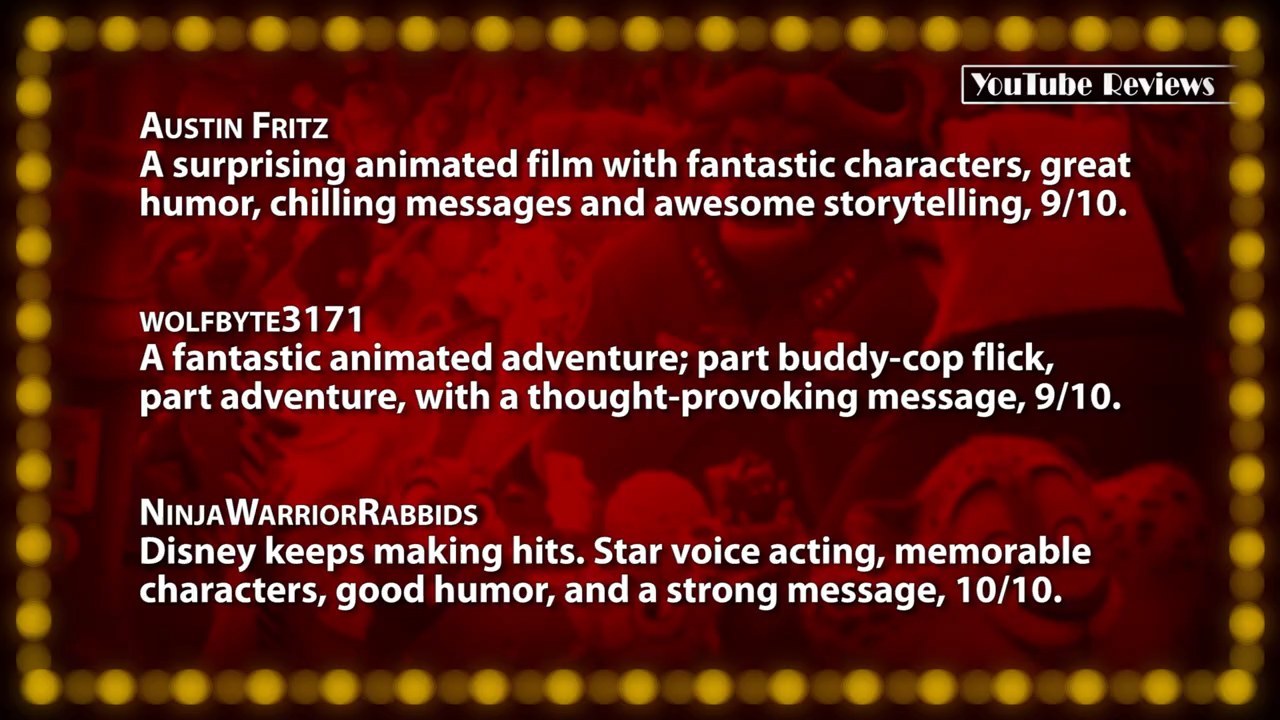 YouTube Reviews
Austin Fritz
A surprising animated film with fantastic characters, great
humor, chilling messages and awesome storytelling, 9/10.
wolfbyte3171
A fantastic animated adventure; part buddy-cop flick,
part adventure, with a thought-provoking message, 9/10.
NinjaWarriorRabbids
Disney keeps making hits. Star voice acting, memorable
characters, good humor, and a strong message, 10/10.